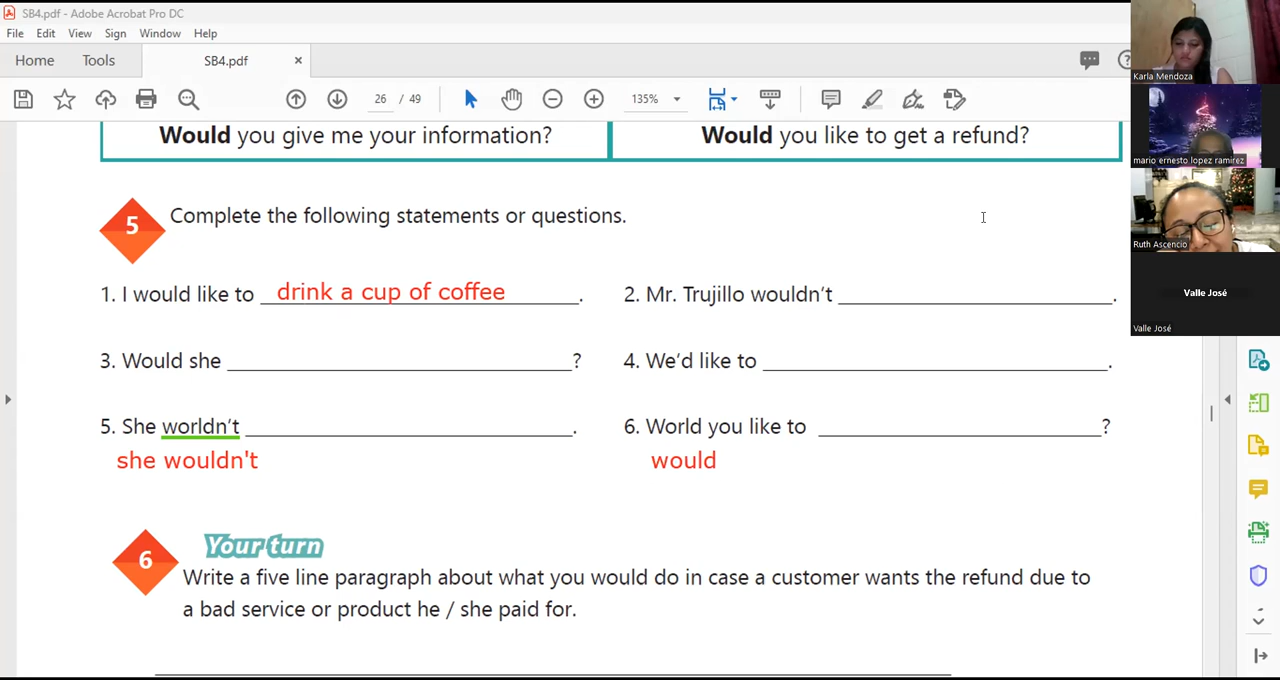 SB4.pdf - Adobe Acrobat Pro DC
File Edit View Sign Window Help
Home Tools SB4.pdf ×
26 / 49 135%
Would you give me your information? Would you like to get a refund?
5 Complete the following statements or questions.
1. I would like to drink a cup of coffee. 2. Mr. Trujillo wouldn't ____.
3. Would she ____? 4. We'd like to ____.
5. She worldn't ____. 6. World you like to ____?
she wouldn't would
6 Your turn
Write a five line paragraph about what you would do in case a customer wants the refund due to
a bad service or product he / she paid for.
Karla Mendoza
mario ernesto lopez ramirez
Ruth Ascencio
Valle José
Valle José